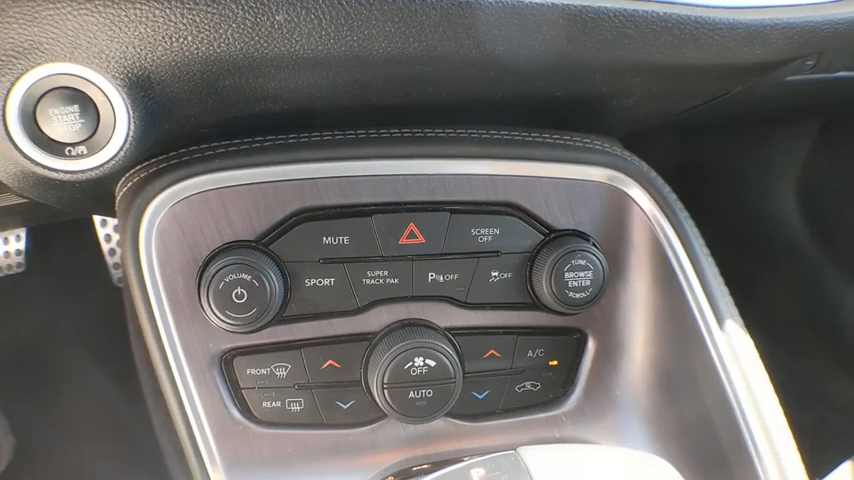 ENGINE
START
STOP
MUTE
SCREEN
OFF
VOLUME
SPORT
SUPER
TRACK PAK
P OFF
OFF
TUNE
BROWSE
ENTER
SCROLL
FRONT
OFF
A/C
REAR
AUTO
P